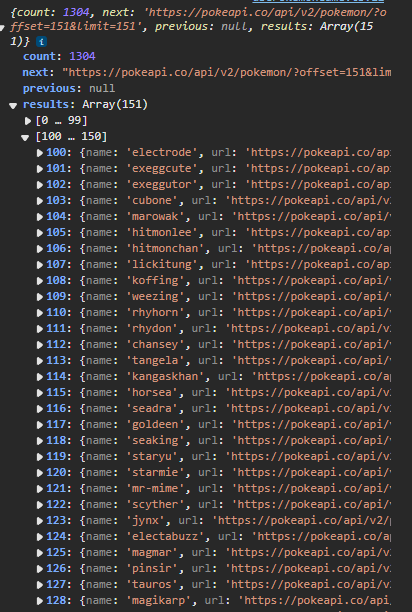 {count: 1304, next: 'https://pokeapi.co/api/v2/pokemon/?o
ffset=151&limit=151', previous: null, results: Array(15
1)} i
count: 1304
next: "https://pokeapi.co/api/v2/pokemon/?offset=151&lim
previous: null
results: Array(151)
[0 … 99]
[100 … 150]
100: {name: 'electrode', url: 'https://pokeapi.co/ap
101: {name: 'exeggcute', url: 'https://pokeapi.co/ap
102: {name: 'exeggutor', url: 'https://pokeapi.co/ap
103: {name: 'cubone', url: 'https://pokeapi.co/api/v
104: {name: 'marowak', url: 'https://pokeapi.co/api/
105: {name: 'hitmonlee', url: 'https://pokeapi.co/ap
106: {name: 'hitmonchan', url: 'https://pokeapi.co/a
107: {name: 'lickitung', url: 'https://pokeapi.co/ap
108: {name: 'koffing', url: 'https://pokeapi.co/api/
109: {name: 'weezing', url: 'https://pokeapi.co/api/
110: {name: 'rhyhorn', url: 'https://pokeapi.co/api/
111: {name: 'rhydon', url: 'https://pokeapi.co/api/v
112: {name: 'chansey', url: 'https://pokeapi.co/api/
113: {name: 'tangela', url: 'https://pokeapi.co/api/
114: {name: 'kangaskhan', url: 'https://pokeapi.co/a
115: {name: 'horsea', url: 'https://pokeapi.co/api/v
116: {name: 'seadra', url: 'https://pokeapi.co/api/v
117: {name: 'goldeen', url: 'https://pokeapi.co/api/
118: {name: 'seaking', url: 'https://pokeapi.co/api/
119: {name: 'staryu', url: 'https://pokeapi.co/api/v
120: {name: 'starmie', url: 'https://pokeapi.co/api/
121: {name: 'mr-mime', url: 'https://pokeapi.co/api/
122: {name: 'scyther', url: 'https://pokeapi.co/api/
123: {name: 'jynx', url: 'https://pokeapi.co/api/v2/
124: {name: 'electabuzz', url: 'https://pokeapi.co/a
125: {name: 'magmar', url: 'https://pokeapi.co/api/v
126: {name: 'pinsir', url: 'https://pokeapi.co/api/v
127: {name: 'tauros', url: 'https://pokeapi.co/api/v
128: {name: 'magikarp', url: 'https://pokeapi.co/api